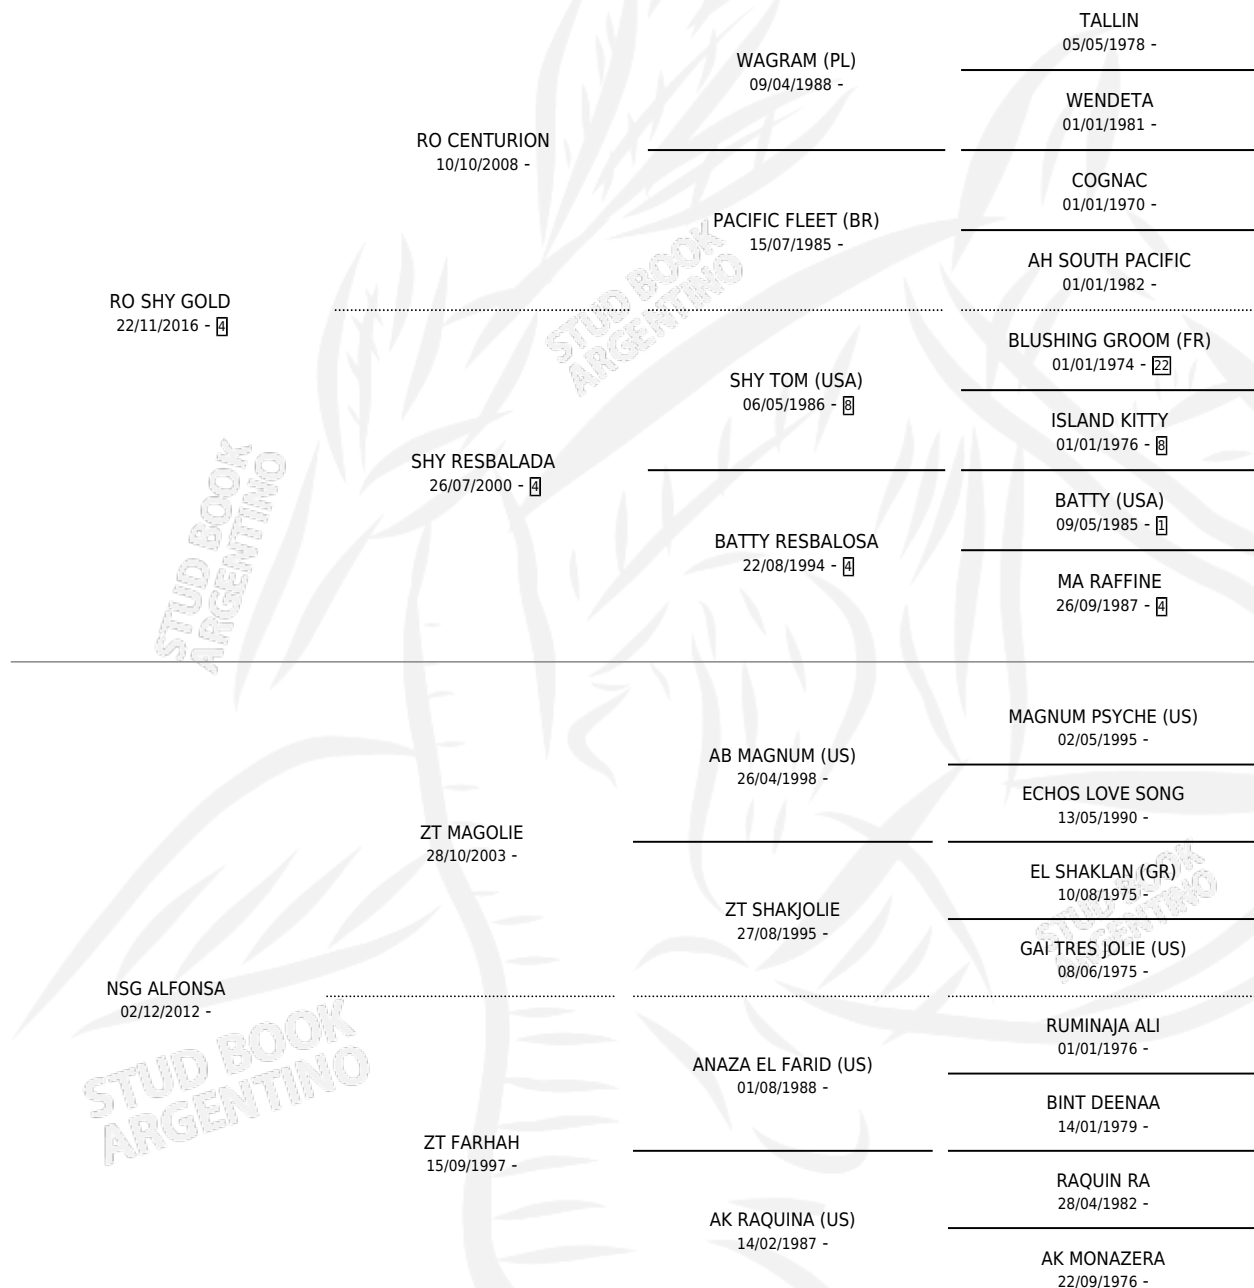 TALLIN
05/05/1978 -
WAGRAM (PL)
09/04/1988 -
WENDETA
01/01/1981 -
RO CENTURION
10/10/2008 -
COGNAC
01/01/1970 -
PACIFIC FLEET (BR)
15/07/1985 -
AH SOUTH PACIFIC
01/01/1982 -
RO SHY GOLD
22/11/2016 - 4
BLUSHING GROOM (FR)
01/01/1974 - 22
SHY TOM (USA)
06/05/1986 - 8
ISLAND KITTY
01/01/1976 - 8
SHY RESBALADA
26/07/2000 - 4
BATTY (USA)
09/05/1985 - 1
BATTY RESBALOSA
22/08/1994 - 4
MA RAFFINE
26/09/1987 - 4
MAGNUM PSYCHE (US)
02/05/1995 -
AB MAGNUM (US)
26/04/1998 -
ECHOS LOVE SONG
13/05/1990 -
ZT MAGOLIE
28/10/2003 -
EL SHAKLAN (GR)
10/08/1975 -
ZT SHAKJOLIE
27/08/1995 -
GAI TRES JOLIE (US)
08/06/1975 -
NSG ALFONSA
02/12/2012 -
RUMINAJA ALI
01/01/1976 -
ANAZA EL FARID (US)
01/08/1988 -
BINT DEENAA
14/01/1979 -
ZT FARHAH
15/09/1997 -
RAQUIN RA
28/04/1982 -
AK RAQUINA (US)
14/02/1987 -
AK MONAZERA
22/09/1976 -
STUD BOOK
ARGENTINO
STUD BOOK
ARGENTINO
STUD BOOK
ARGENTINO
STUD BOOK
ARGENTINO